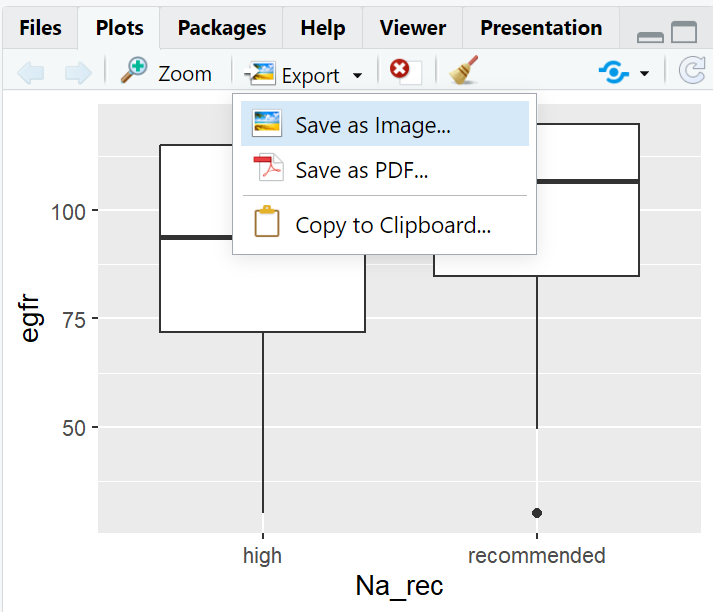 Files Plots Packages Help Viewer Presentation
Zoom Export
Save as Image...
Save as PDF...
Copy to Clipboard...
100
75
50
egfr
high recommended
Na_rec